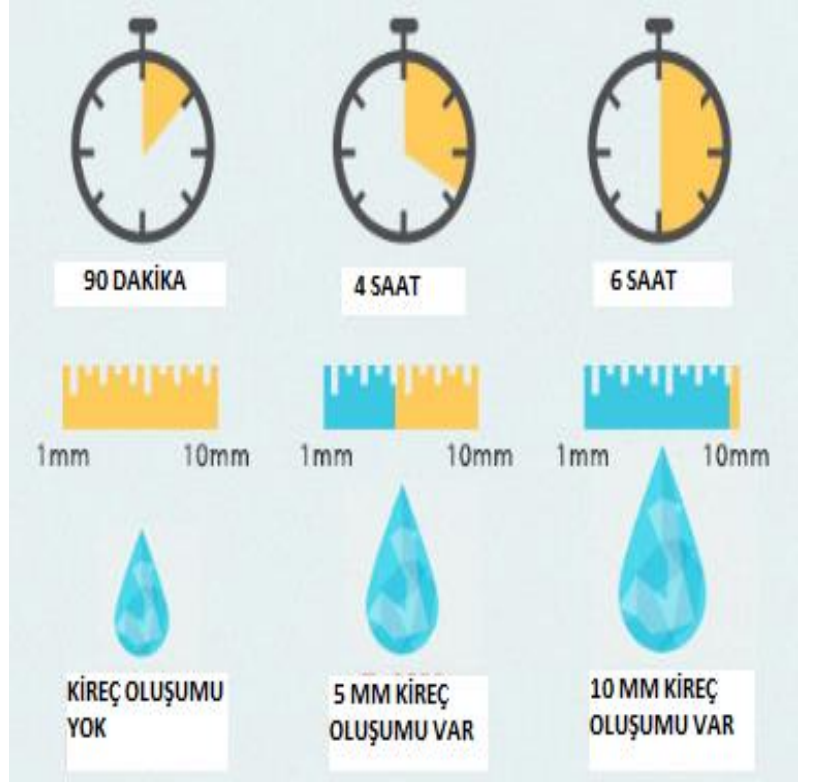 90 DAKİKA
4 SAAT
6 SAAT
1mm 10mm
1mm 10mm
1mm 10mm
KİREÇ OLUŞUMU
YOK
5 MM KİREÇ
OLUŞUMU VAR
10 MM KİREÇ
OLUŞUMU VAR